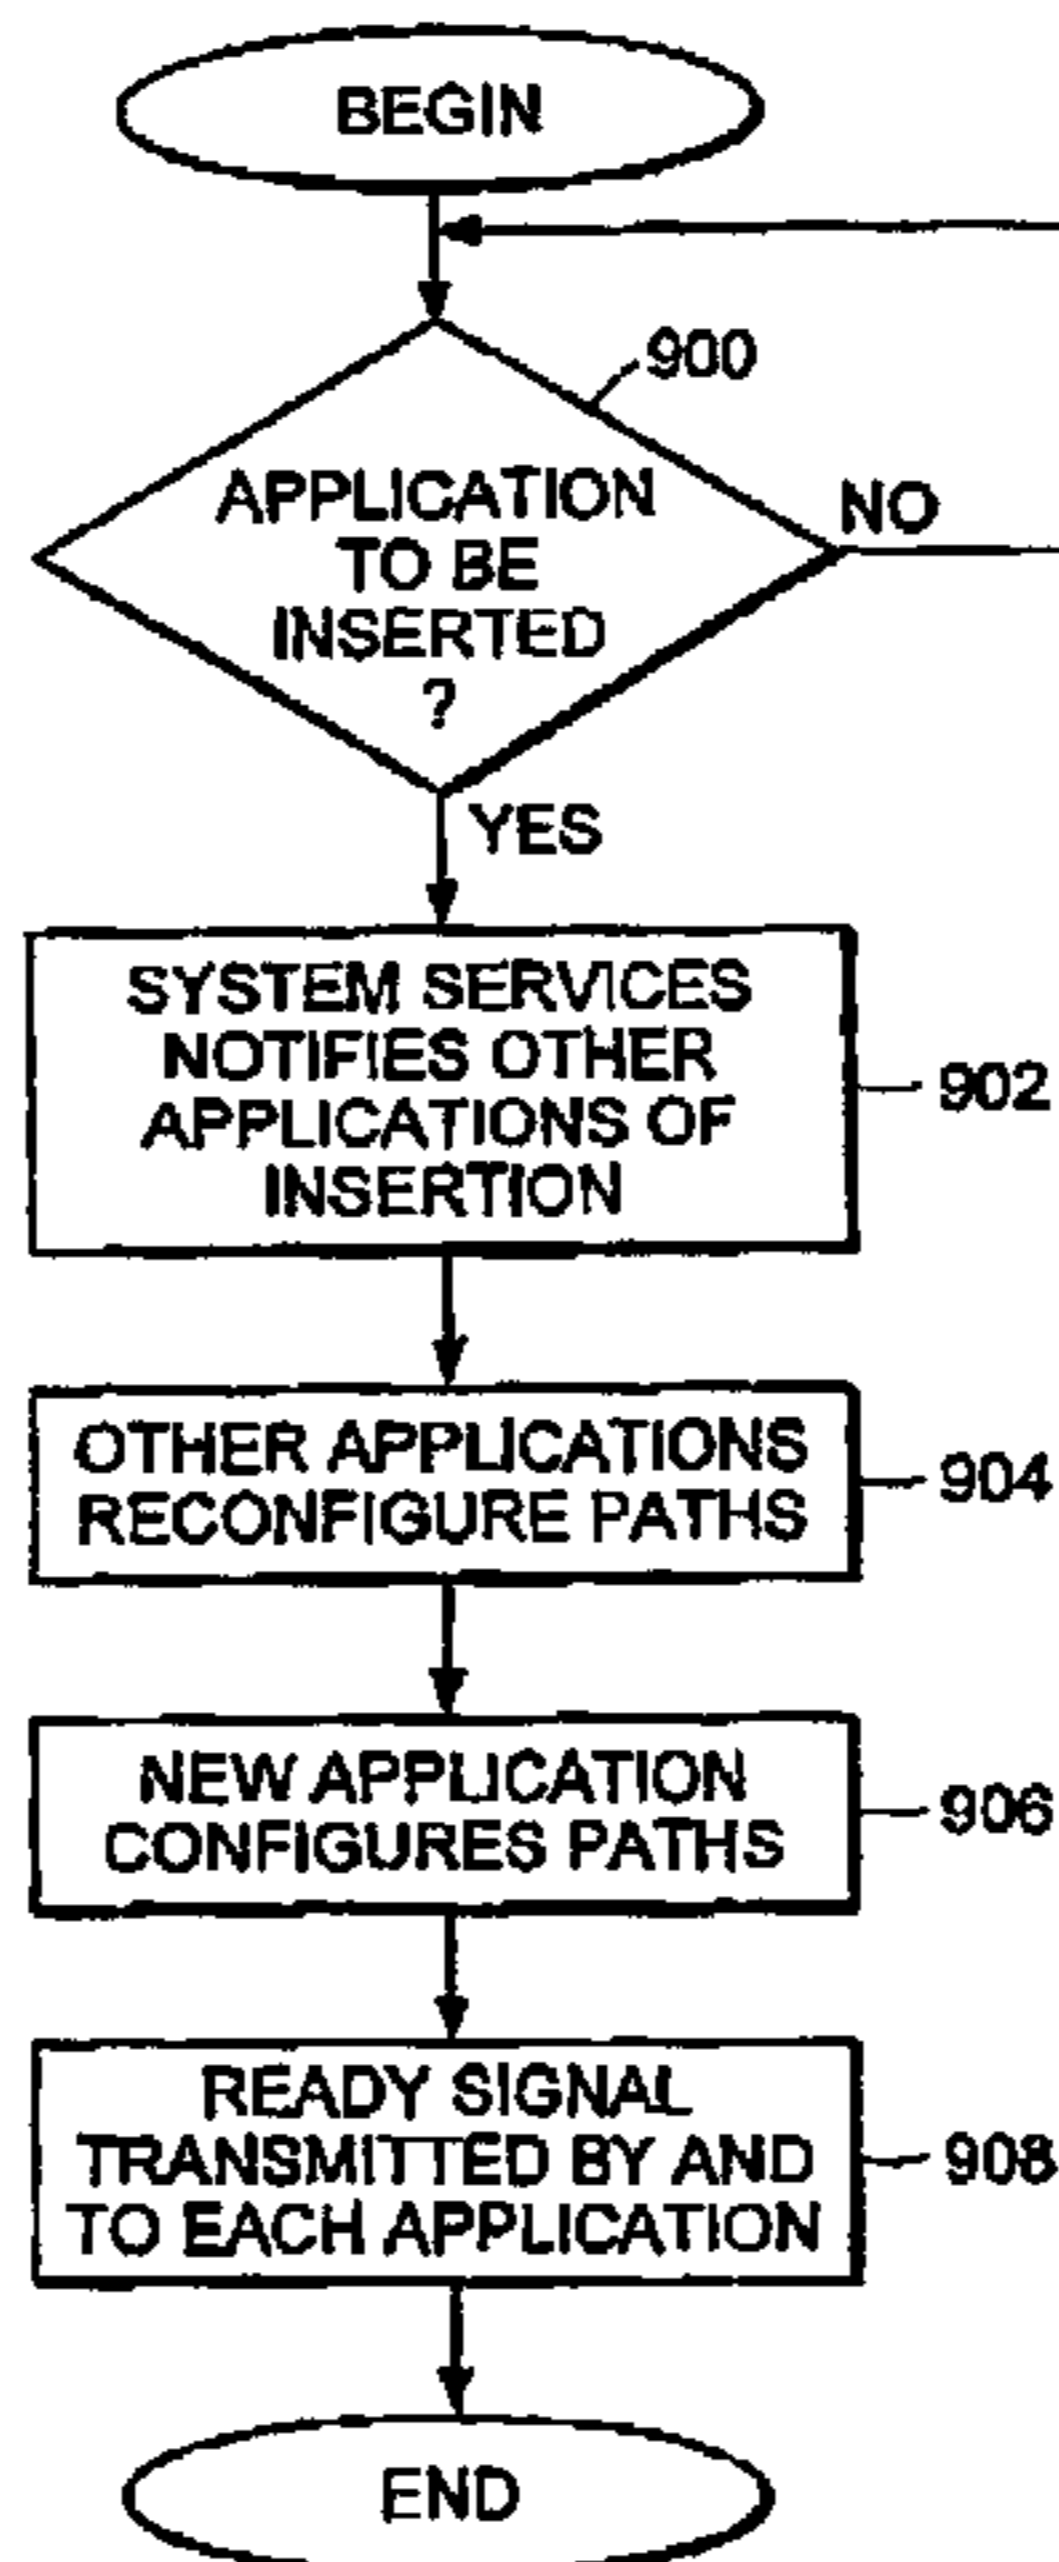 BEGIN
900
APPLICATION
TO BE
INSERTED
?
NO
YES
SYSTEM SERVICES
NOTIFIES OTHER
APPLICATIONS OF
INSERTION
902
OTHER APPLICATIONS
RECONFIGURE PATHS
904
NEW APPLICATION
CONFIGURES PATHS
906
READY SIGNAL
TRANSMITTED BY AND
TO EACH APPLICATION
908
END